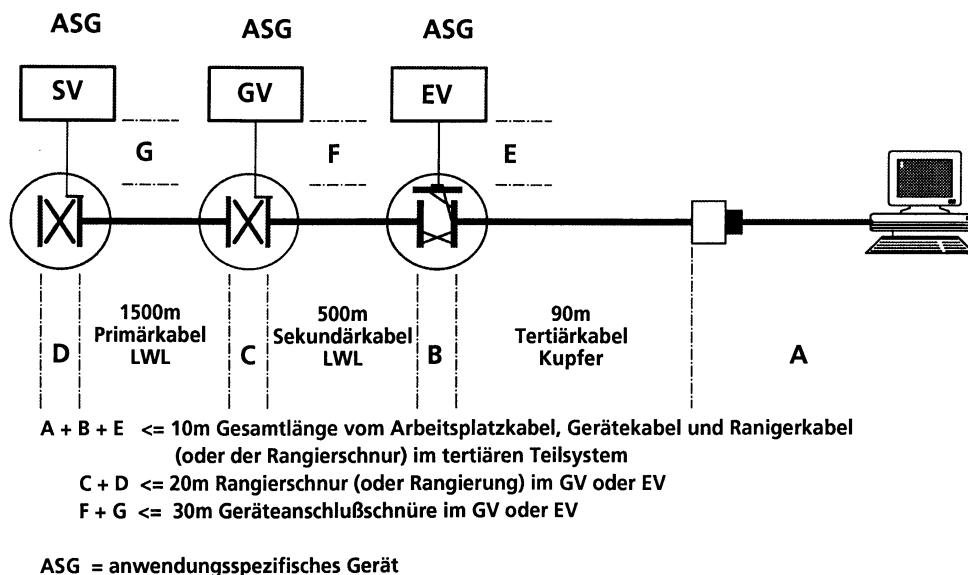 ASG ASG ASG
SV GV EV
G F E
1500m
Primärkabel
LWL
500m
Sekundärkabel
LWL
90m
Tertiärkabel
Kupfer
D C B A
A + B + E <= 10m Gesamtlänge vom Arbeitsplatzkabel, Gerätekabel und Ranigerkabel
(oder der Rangierschnur) im tertiären Teilsystem
C + D <= 20m Rangierschnur (oder Rangierung) im GV oder EV
F + G <= 30m Geräteanschlußschnüre im GV oder EV
ASG = anwendungsspezifisches Gerät